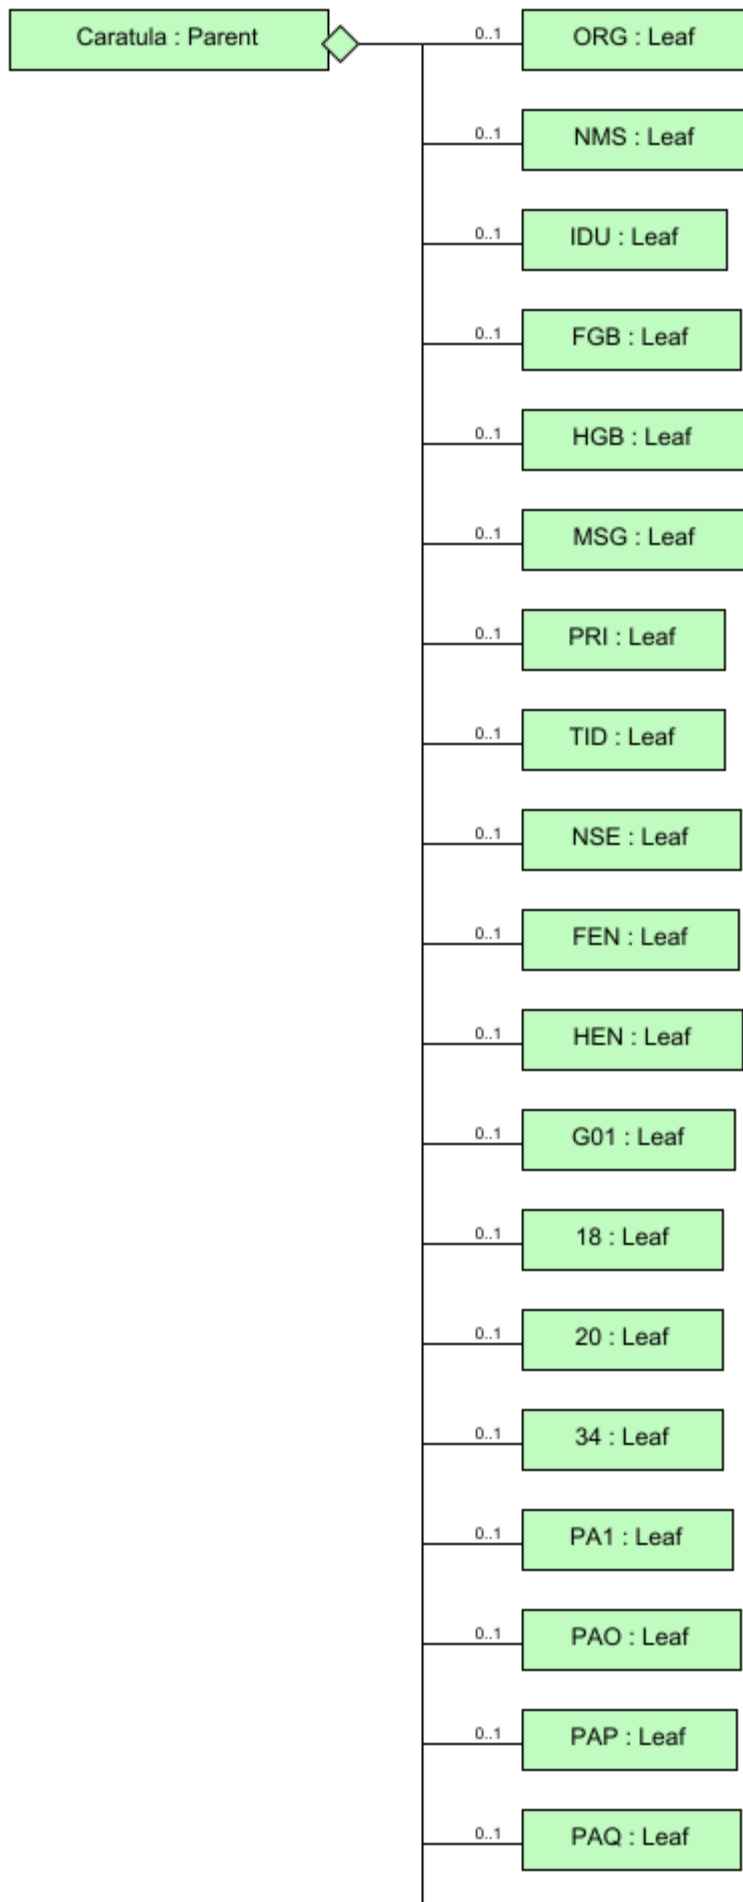 Caratula : Parent
0..1 ORG : Leaf
0..1 NMS : Leaf
0..1 IDU : Leaf
0..1 FGB : Leaf
0..1 HGB : Leaf
0..1 MSG : Leaf
0..1 PRI : Leaf
0..1 TID : Leaf
0..1 NSE : Leaf
0..1 FEN : Leaf
0..1 HEN : Leaf
0..1 G01 : Leaf
0..1 18 : Leaf
0..1 20 : Leaf
0..1 34 : Leaf
0..1 PA1 : Leaf
0..1 PAO : Leaf
0..1 PAP : Leaf
0..1 PAQ : Leaf